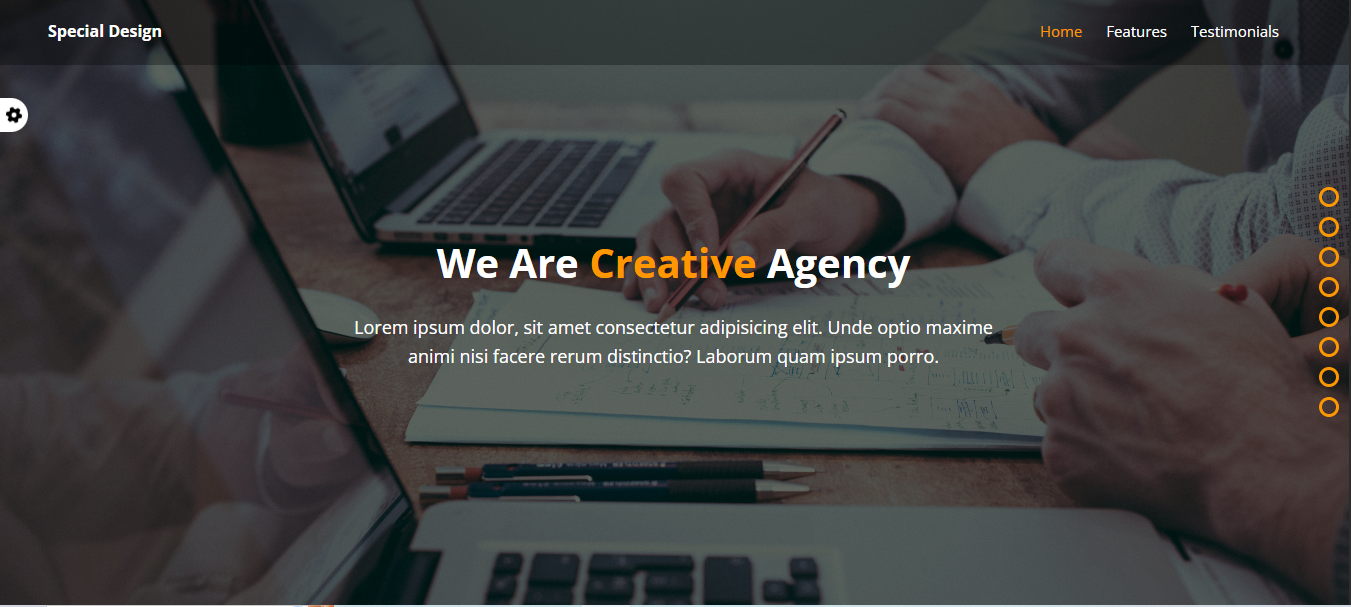 Special Design
Home Features Testimonials
We Are Creative Agency
Lorem ipsum dolor, sit amet consectetur adipisicing elit. Unde optio maxime
animi nisi facere rerum distinctio? Laborum quam ipsum porro.